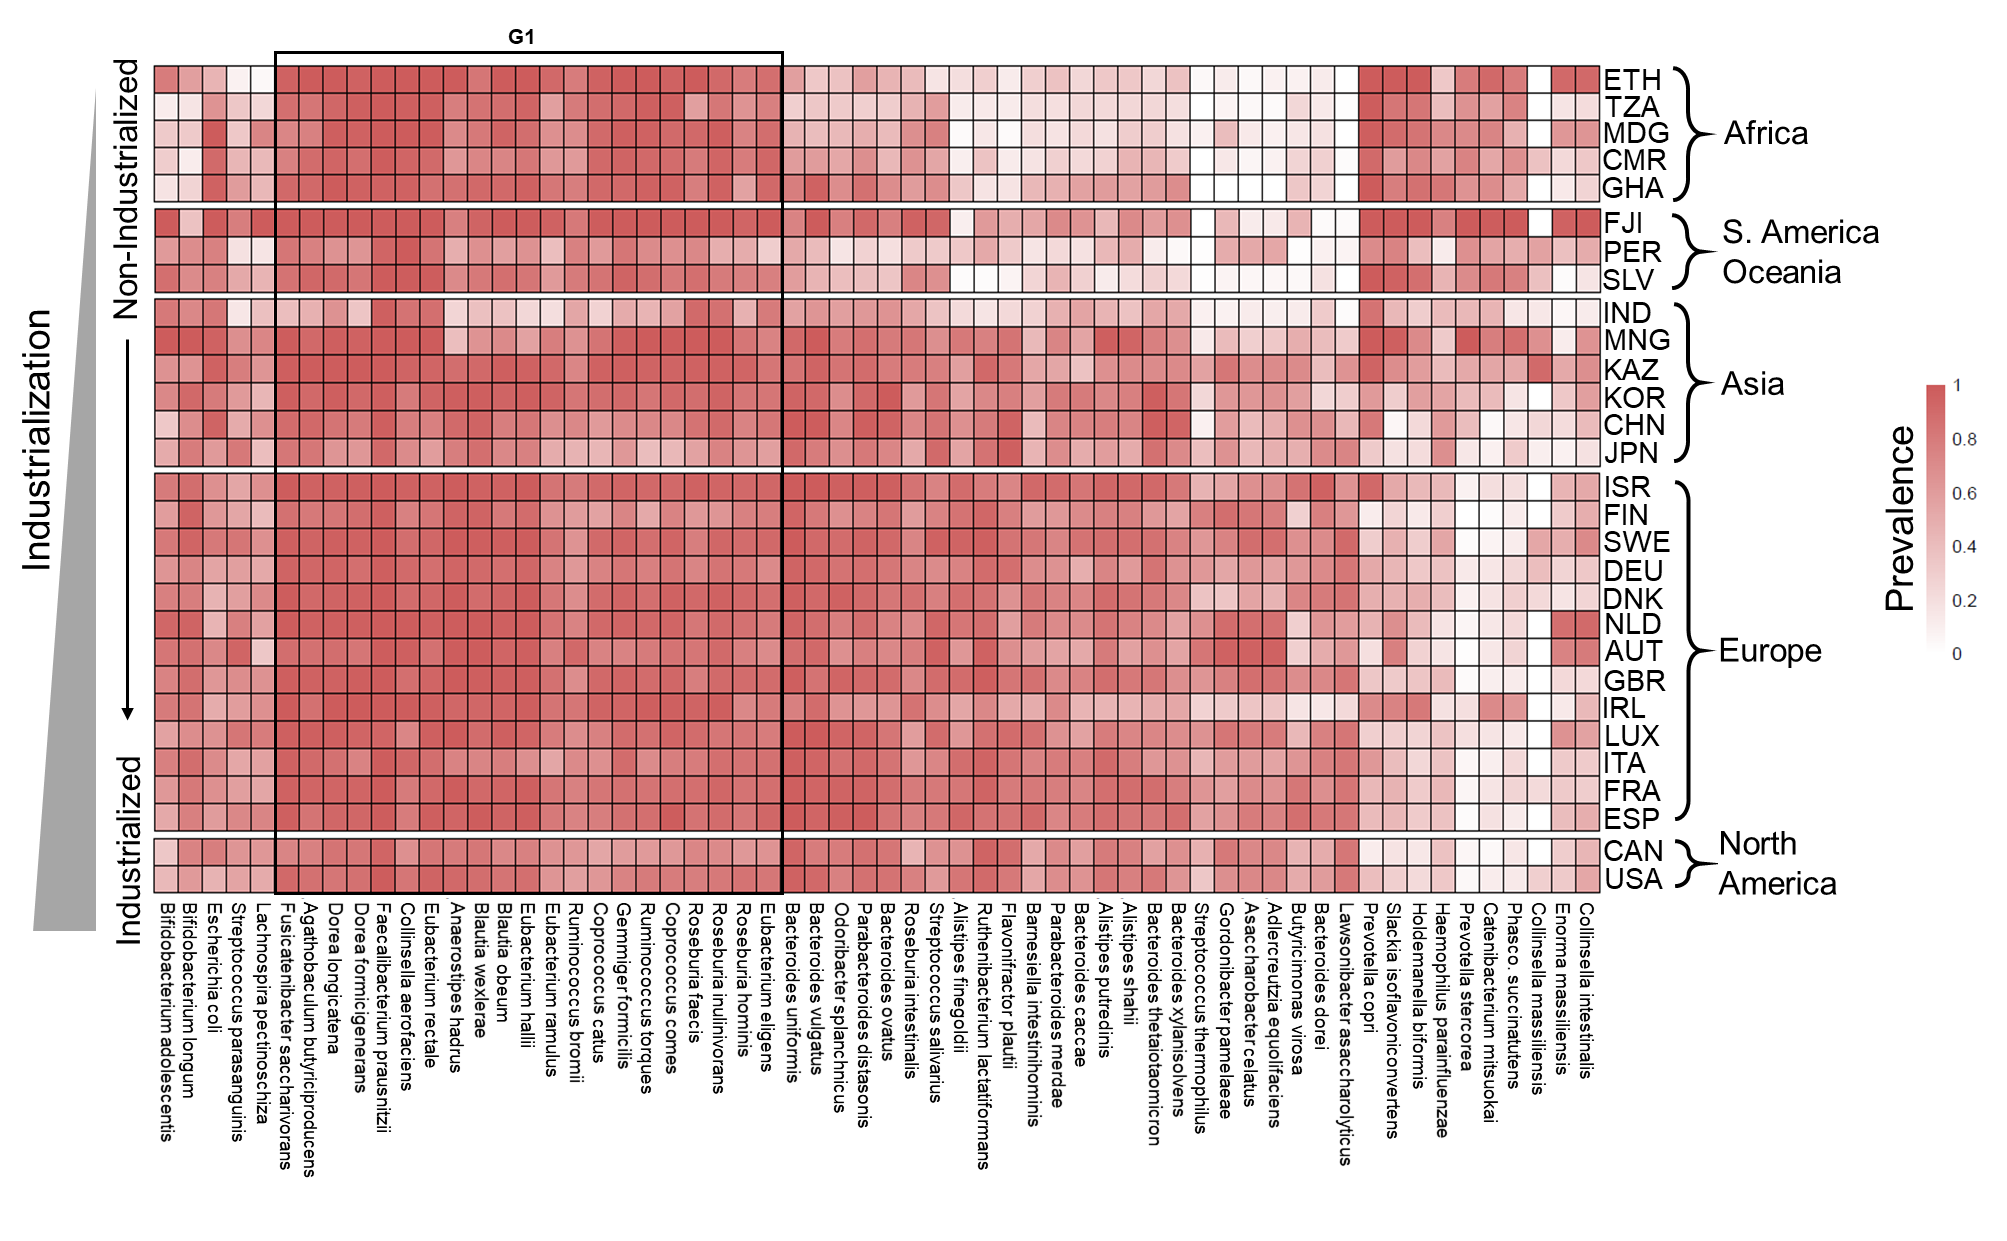 G1
Industrialization
Non-Industrialized
Industrialized
ETH
TZA
MDG
CMR
GHA
Africa
FJI
PER
SLV
S. America
Oceania
IND
MNG
KAZ
KOR
CHN
JPN
Asia
ISR
FIN
SWE
DEU
DNK
NLD
AUT
GBR
IRL
LUX
ITA
FRA
ESP
Europe
CAN
USA
North
America
Prevalence
1
0.8
0.6
0.4
0.2
0
Bifidobacterium adolescentis
Bifidobacterium longum
Escherichia coli
Streptococcus parasanguinis
Lachnospira pectinoschiza
Fusicatenibacter saccharivorans
Agathobaculum butyriciproducens
Dorea longicatena
Dorea formicigenerans
Faecalibacterium prausnitzii
Collinsella aerofaciens
Eubacterium rectale
Anaerostipes hadrus
Blautia wexlerae
Blautia obeum
Eubacterium hallii
Eubacterium ramulus
Ruminococcus bromii
Coprococcus catus
Gemmiger formicilis
Ruminococcus torques
Coprococcus comes
Roseburia faecis
Roseburia inulinivorans
Roseburia hominis
Eubacterium eligens
Bacteroides uniformis
Bacteroides vulgatus
Odoribacter splanchnicus
Parabacteroides distasonis
Bacteroides ovatus
Roseburia intestinalis
Streptococcus salivarius
Alistipes finegoldii
Ruthenibacterium lactatiformans
Flavonifractor plautii
Barnesiella intestinihominis
Parabacteroides merdae
Bacteroides caccae
Alistipes putredinis
Alistipes shahii
Bacteroides thetaiotaomicron
Bacteroides xylanisolvens
Streptococcus thermophilus
Gordonibacter pamelaeae
Asaccharobacter celatus
Adlercreutzia equolifaciens
Butyricimonas virosa
Bacteroides dorei
Lawsonibacter asaccharolyticus
Prevotella copri
Slackia isoflavoniconvertens
Holdemanella biformis
Haemophilus parainfluenzae
Prevotella stercorea
Catenibacterium mitsuokai
Phasco. succinatutens
Collinsella massiliensis
Enorma massiliensis
Collinsella intestinalis